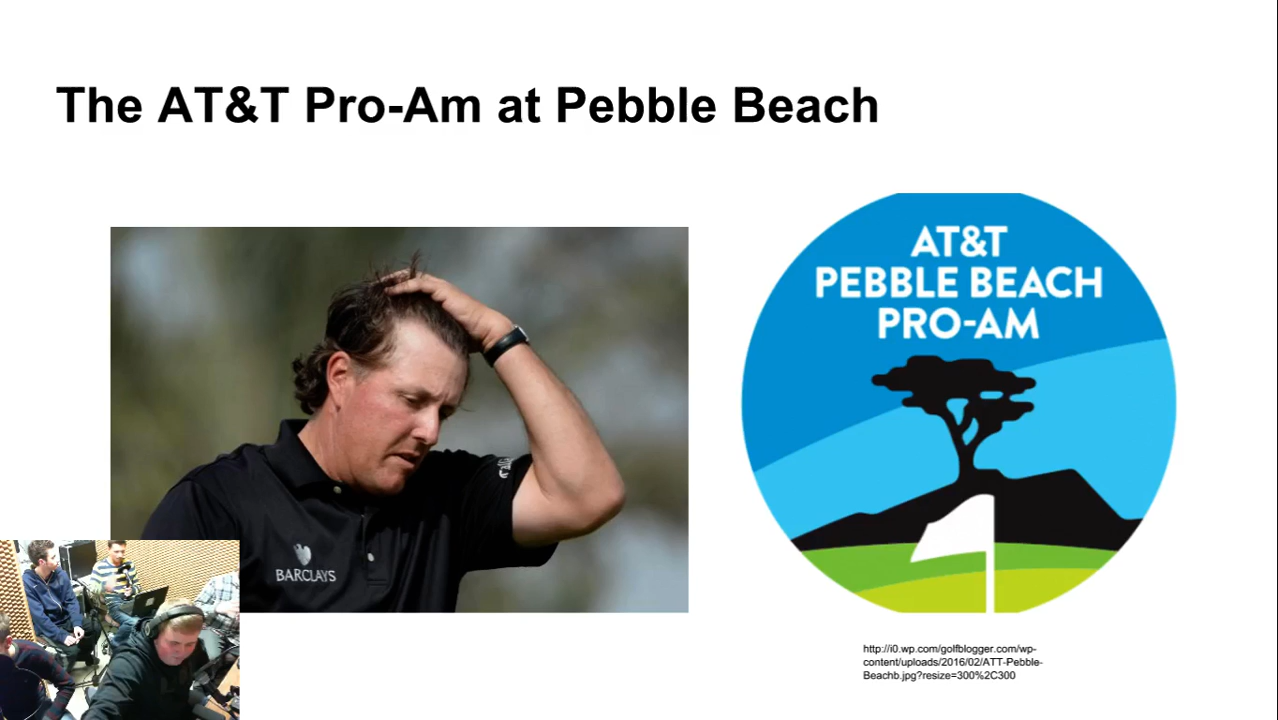 The AT&T Pro-Am at Pebble Beach
AT&T
PEBBLE BEACH
PRO-AM
BARCLAYS
http://i0.wp.com/golfblogger.com/wp-
content/uploads/2016/02/ATT-Pebble-
Beachb.jpg?resize=300%2C300